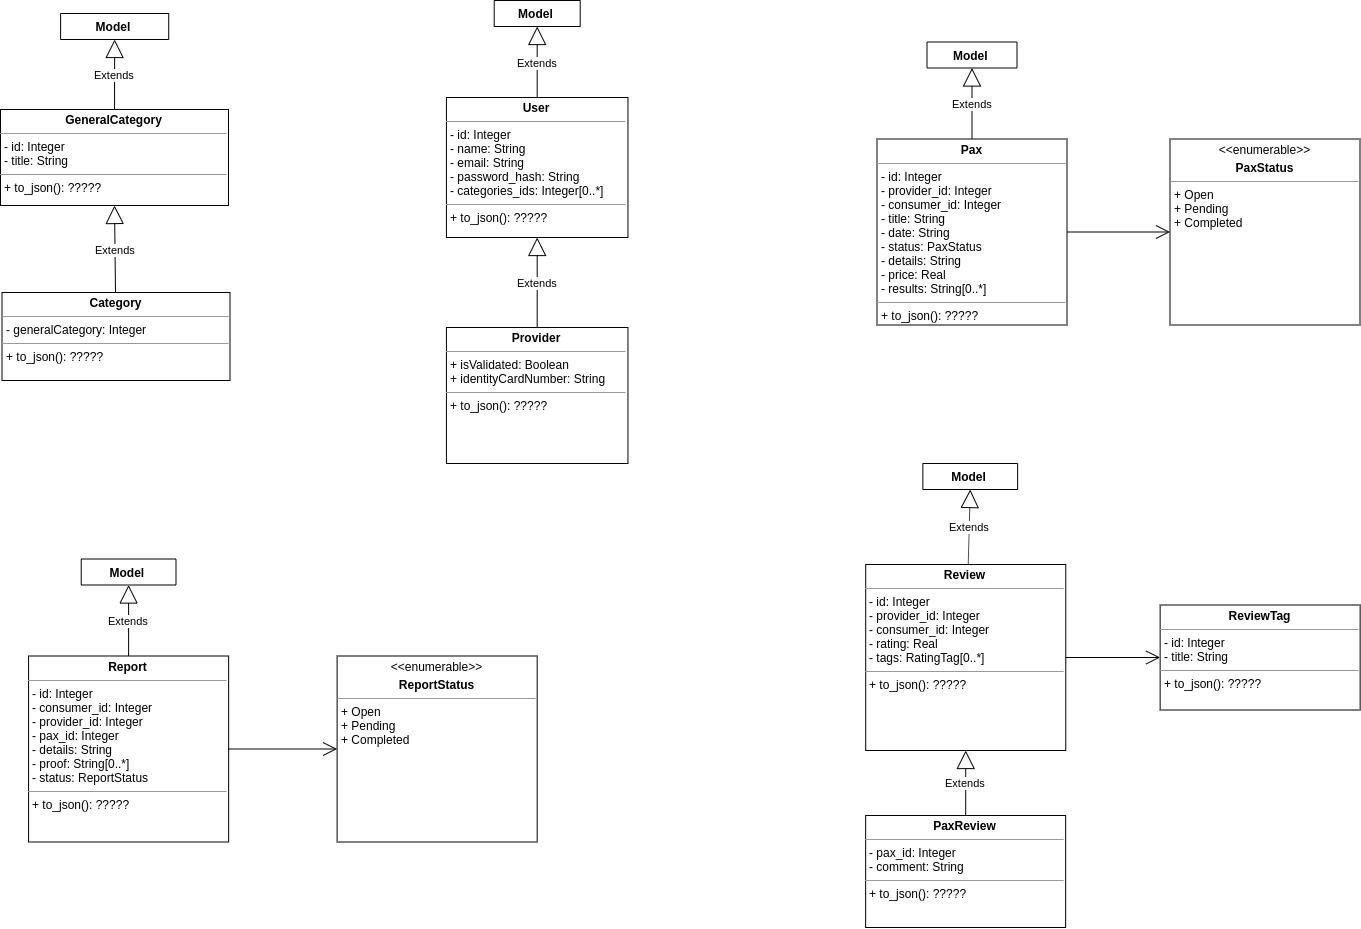 Model
Extends
GeneralCategory
- id: Integer
- title: String
+ to_json(): ?????
Extends
Category
- generalCategory: Integer
+ to_json(): ?????
Model
Extends
User
- id: Integer
- name: String
- email: String
- password_hash: String
- categories_ids: Integer[0..*]
+ to_json(): ?????
Extends
Provider
+ isValidated: Boolean
+ identityCardNumber: String
+ to_json(): ?????
Model
Extends
Pax
- id: Integer
- provider_id: Integer
- consumer_id: Integer
- title: String
- date: String
- status: PaxStatus
- details: String
- price: Real
- results: String[0..*]
+ to_json(): ?????
<<enumerable>>
PaxStatus
+ Open
+ Pending
+ Completed
Model
Extends
Report
- id: Integer
- consumer_id: Integer
- provider_id: Integer
- pax_id: Integer
- details: String
- proof: String[0..*]
- status: ReportStatus
+ to_json(): ?????
<<enumerable>>
ReportStatus
+ Open
+ Pending
+ Completed
Model
Extends
Review
- id: Integer
- provider_id: Integer
- consumer_id: Integer
- rating: Real
- tags: RatingTag[0..*]
+ to_json(): ?????
Extends
PaxReview
- pax_id: Integer
- comment: String
+ to_json(): ?????
ReviewTag
- id: Integer
- title: String
+ to_json(): ?????